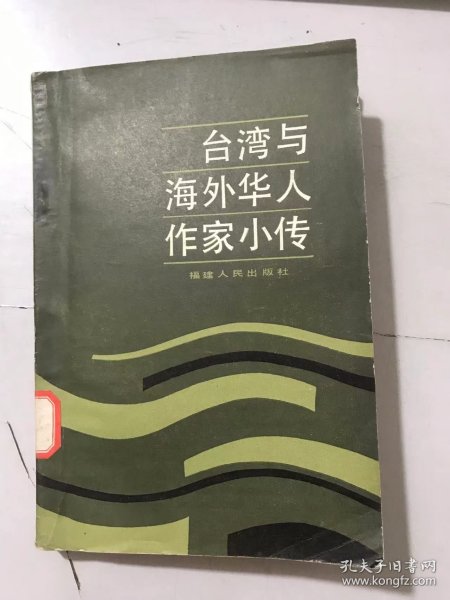 台湾与
海外华人
作家小传
福建人民出版社
孔夫子旧书网
www.kongfz.com